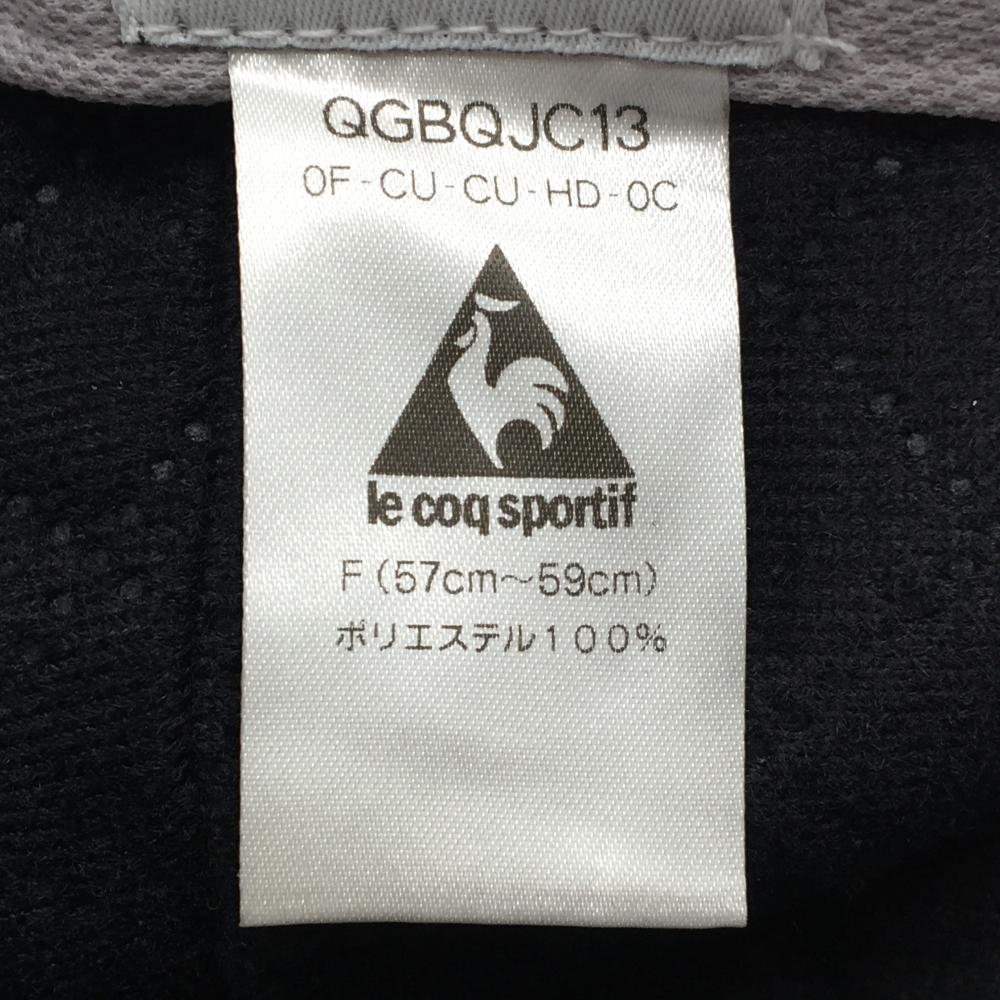 QGBQJC13
0F-CU-CU-HD-0C
le coq sportif
F(57cm～59cm)
ポリエステル１００％